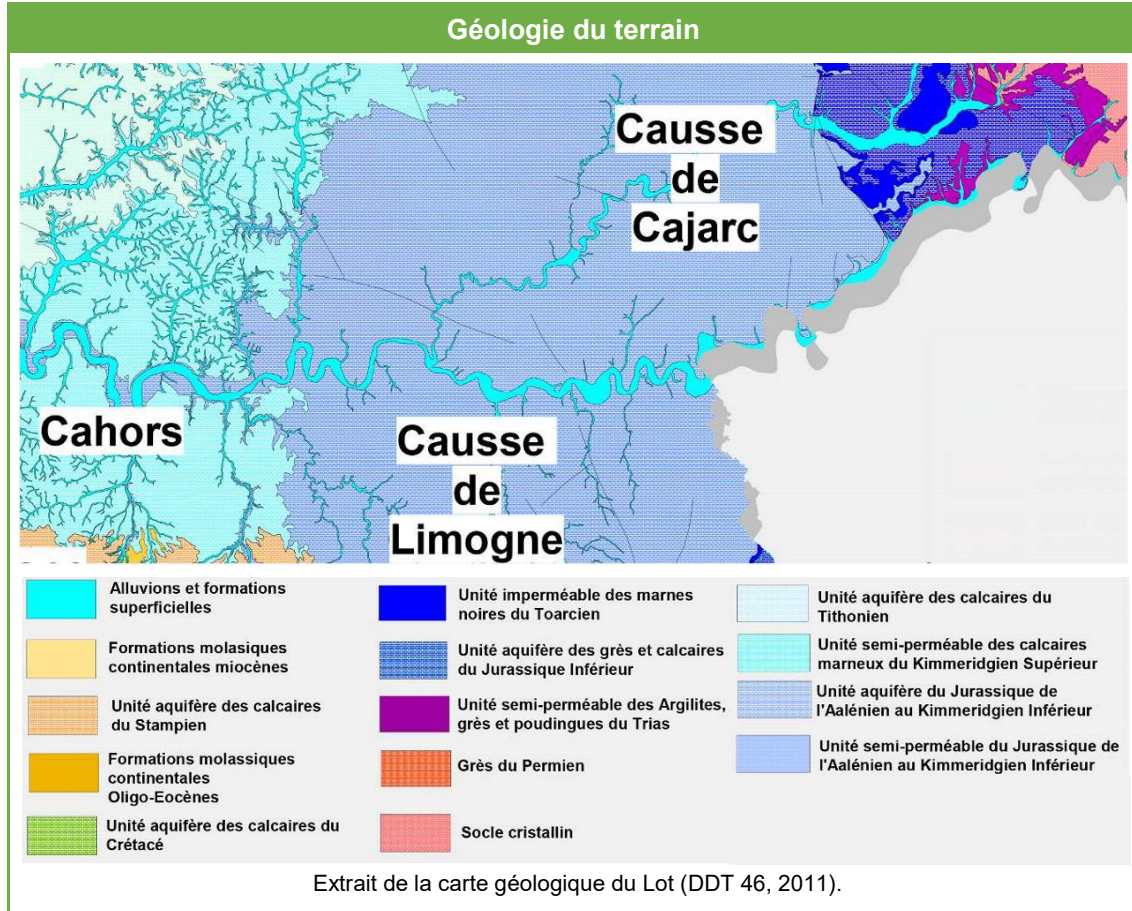 Géologie du terrain
Causse
de
Cajarc
Cahors
Causse
de
Limogne
Alluvions et formations
superficielles
Formations molasiques
continentales miocènes
Unité aquifère des calcaires
du Stampien
Formations molassiques
continentales
Oligo-Eocènes
Unité aquifère des calcaires du
Crétacé
Unité imperméable des marnes
noires du Toarcien
Unité aquifère des grès et calcaires
du Jurassique Inférieur
Unité semi-perméable des Argilites,
grès et poudingues du Trias
Grès du Permien
Socle cristallin
Unité aquifère des calcaires du
Tithonien
Unité semi-perméable des calcaires
marneux du Kimmeridgien Supérieur
Unité aquifère du Jurassique de
l'Aalénien au Kimmeridgien Inférieur
Unité semi-perméable du Jurassique de
l'Aalénien au Kimmeridgien Inférieur
Extrait de la carte géologique du Lot (DDT 46, 2011).